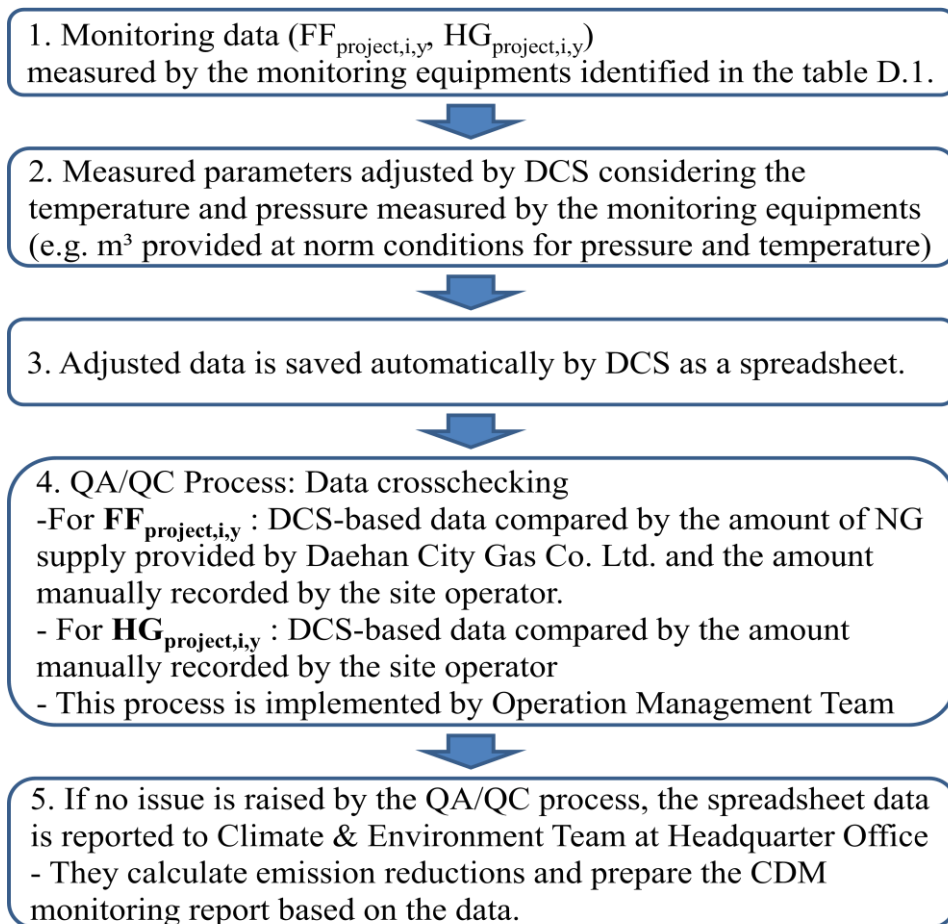 1. Monitoring data (FF_project,i,y, HG_project,i,y)
measured by the monitoring equipments identified in the table D.1.
2. Measured parameters adjusted by DCS considering the
temperature and pressure measured by the monitoring equipments
(e.g. m³ provided at norm conditions for pressure and temperature)
3. Adjusted data is saved automatically by DCS as a spreadsheet.
4. QA/QC Process: Data crosschecking
-For FF_project,i,y : DCS-based data compared by the amount of NG
supply provided by Daehan City Gas Co. Ltd. and the amount
manually recorded by the site operator.
- For HG_project,i,y : DCS-based data compared by the amount
manually recorded by the site operator
- This process is implemented by Operation Management Team
5. If no issue is raised by the QA/QC process, the spreadsheet data
is reported to Climate & Environment Team at Headquarter Office
- They calculate emission reductions and prepare the CDM
monitoring report based on the data.